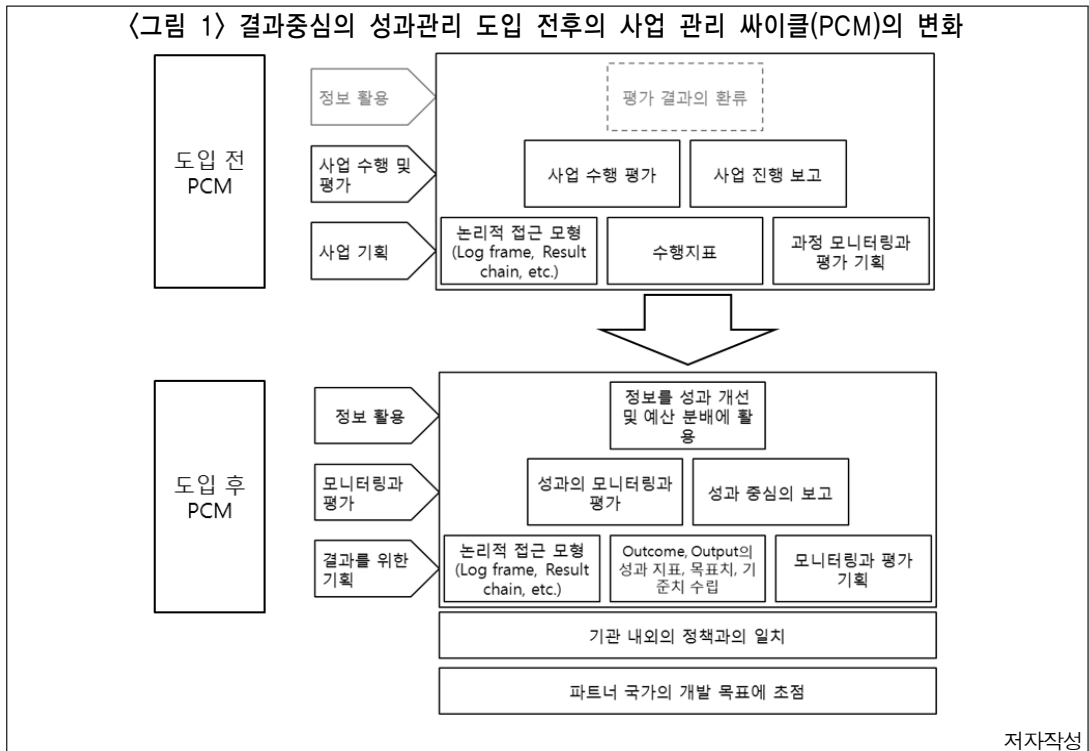 〈그림 1〉 결과중심의 성과관리 도입 전후의 사업 관리 싸이클(PCM)의 변화
도입 전
PCM
정보 활용
평가 결과의 환류
사업 수행 및
평가
사업 수행 평가
사업 진행 보고
사업 기획
논리적 접근 모형
(Log frame, Result
chain, etc.)
수행지표
과정 모니터링과
평가 기획
도입 후
PCM
정보 활용
정보를 성과 개선
및 예산 분배에 활
용
모니터링과
평가
성과의 모니터링과
평가
성과 중심의 보고
결과를 위한
기획
논리적 접근 모형
(Log frame, Result
chain, etc.)
Outcome, Output의
성과 지표, 목표치, 기
준치 수립
모니터링과 평가
기획
기관 내외의 정책과의 일치
파트너 국가의 개발 목표에 초점
저자작성